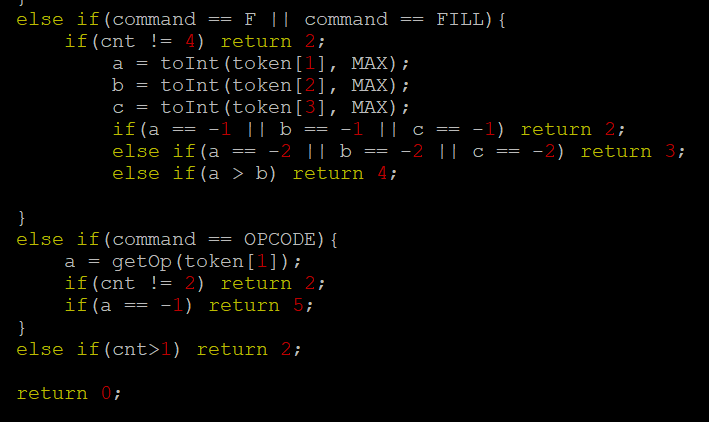 }
else if(command == F || command == FILL){
    if(cnt != 4) return 2;
        a = toInt(token[1], MAX);
        b = toInt(token[2], MAX);
        c = toInt(token[3], MAX);
        if(a == -1 || b == -1 || c == -1) return 2;
        else if(a == -2 || b == -2 || c == -2) return 3;
        else if(a > b) return 4;

}
else if(command == OPCODE){
    a = getOp(token[1]);
    if(cnt != 2) return 2;
    if(a == -1) return 5;
}
else if(cnt>1) return 2;

return 0;